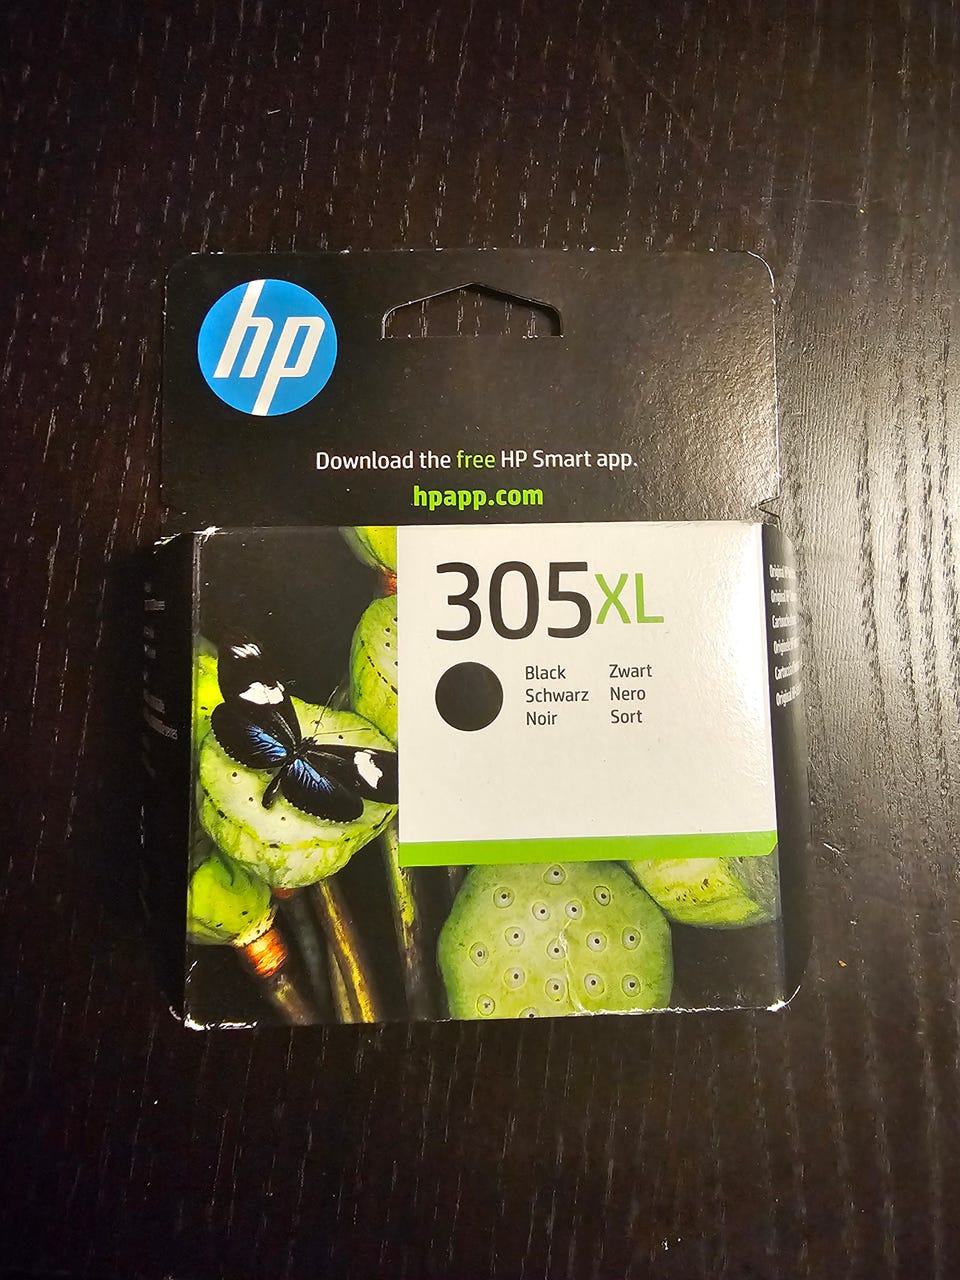 hp
Download the free HP Smart app.
hpapp.com
305XL
Black Zwart
Schwarz Nero
Noir Sort